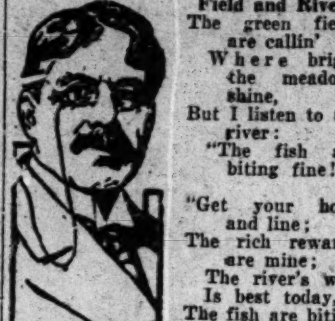 Field and Rive
The green fie
are callin'
Where brig
the meado
shine,
But I listen to
river:
"The fish a
biting fine!
"Get your ho
and line;
The rich rewar
are mine;
The river's w
Is best today,
The fish are bit